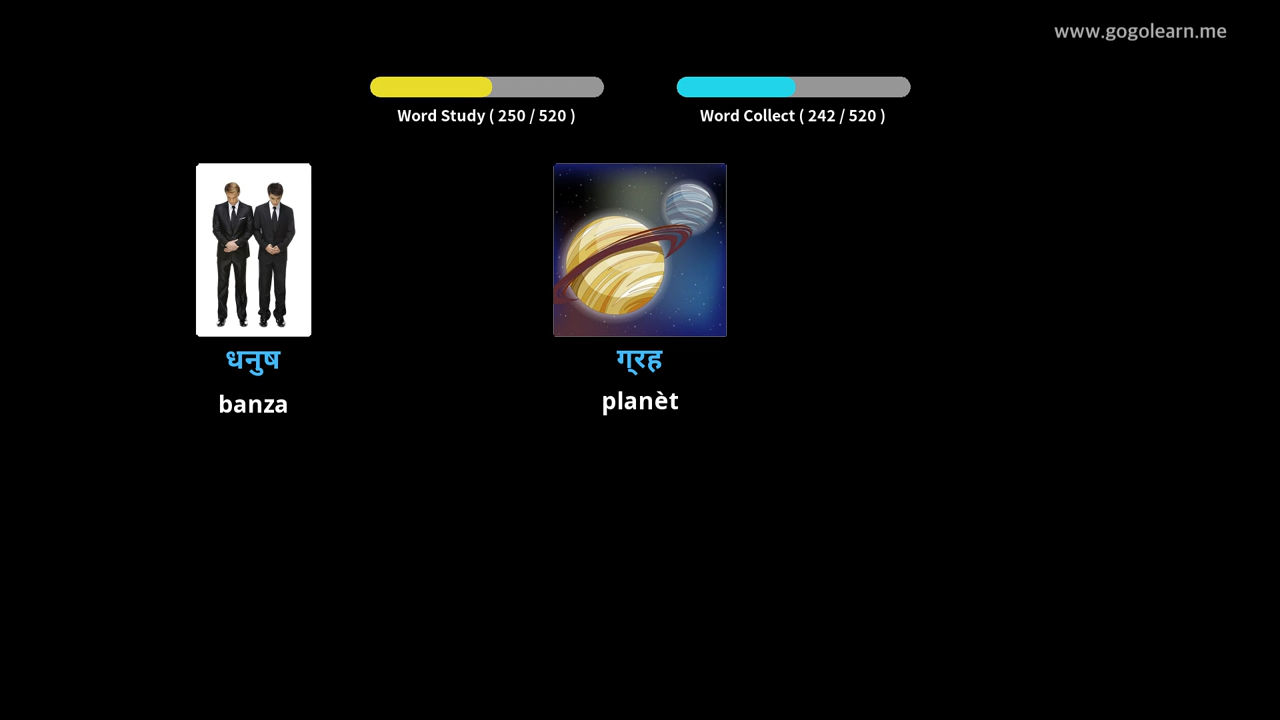 www.gogolearn.me
Word Study ( 250 / 520 )
Word Collect ( 242 / 520 )
धनुष
ग्रह
banza
planèt